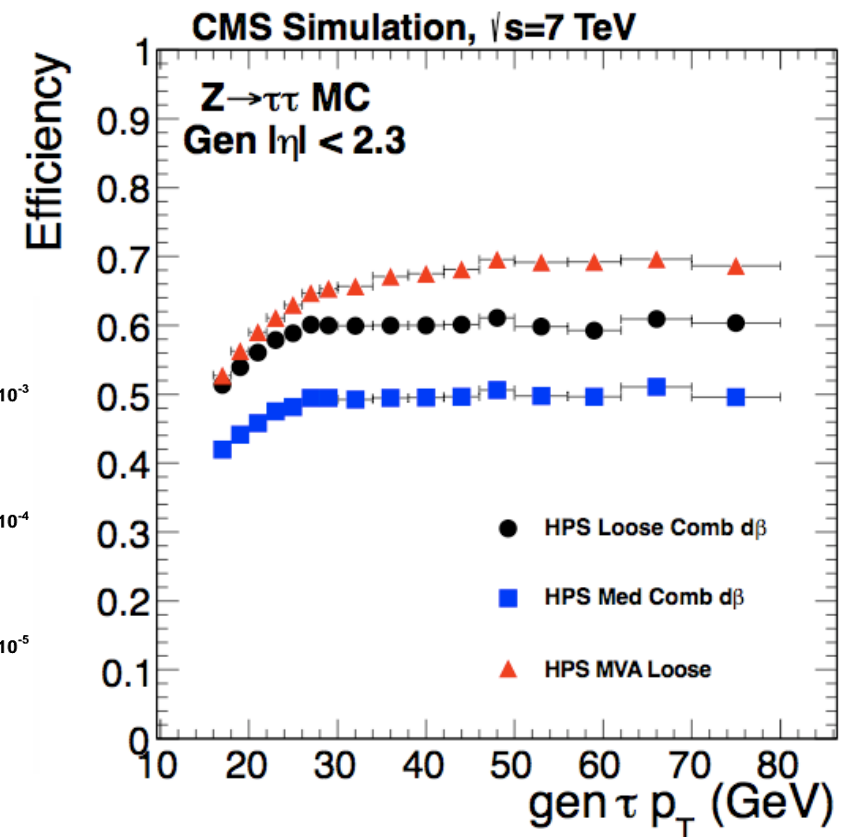 CMS Simulation, √s=7 TeV
Efficiency
Z→ττ MC
Gen |η| < 2.3
1
0.9
0.8
0.7
0.6
0.5
0.4
0.3
0.2
0.1
0
10⁻³
10⁻⁴
10⁻⁵
HPS Loose Comb dβ
HPS Med Comb dβ
HPS MVA Loose
10 20 30 40 50 60 70 80
gen τ p_T (GeV)